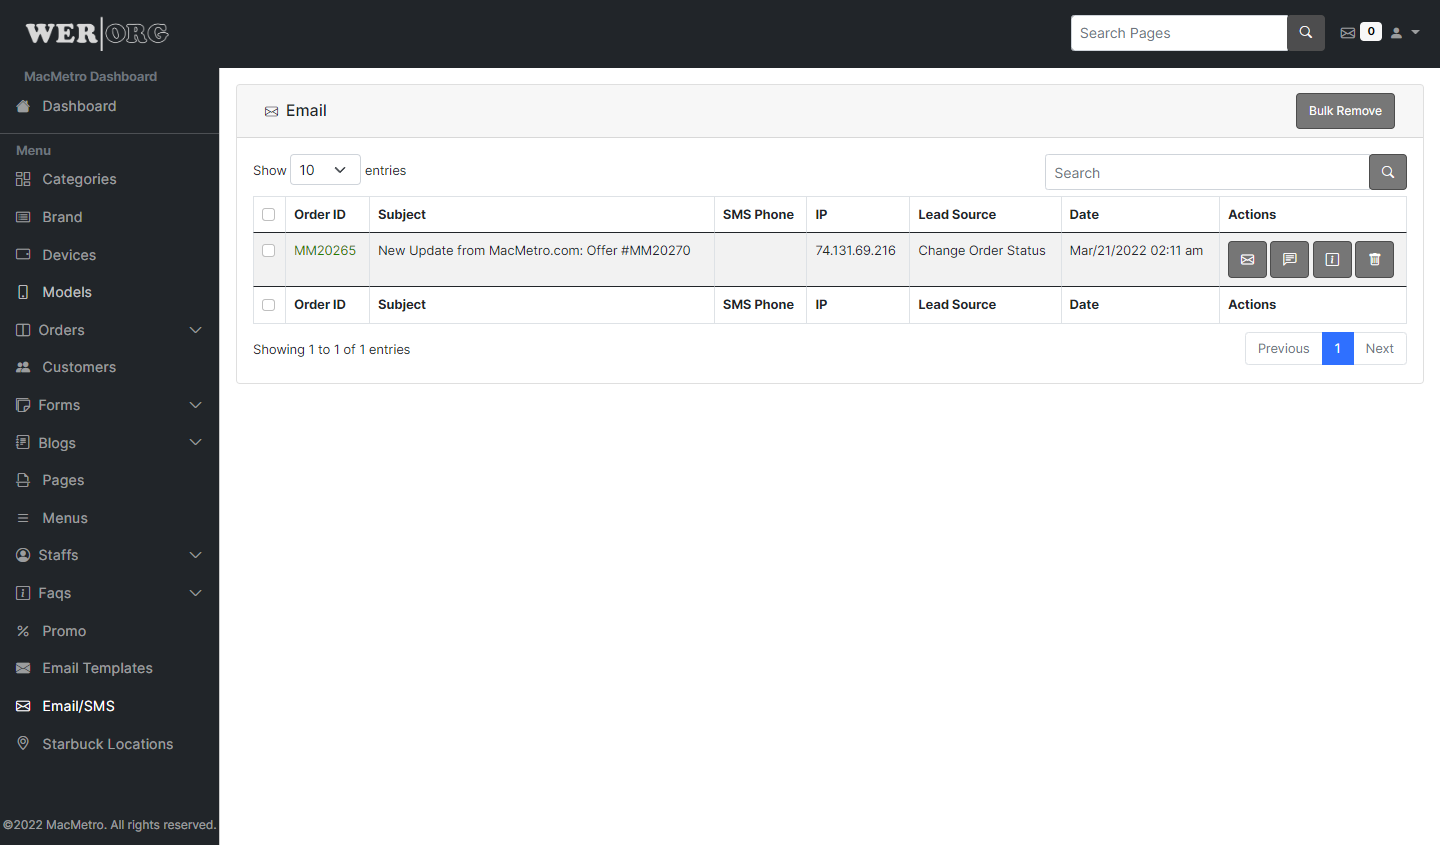 WER|ORG
Search Pages
0
MacMetro Dashboard
Dashboard
Menu
Categories
Brand
Devices
Models
Orders
Customers
Forms
Blogs
Pages
Menus
Staffs
Faqs
Promo
Email Templates
Email/SMS
Starbuck Locations
©2022 MacMetro. All rights reserved.
Email
Bulk Remove
Show 10 entries
Search
Order ID Subject SMS Phone IP Lead Source Date Actions
MM20265 New Update from MacMetro.com: Offer #MM20270 74.131.69.216 Change Order Status Mar/21/2022 02:11 am
Order ID Subject SMS Phone IP Lead Source Date Actions
Showing 1 to 1 of 1 entries
Previous 1 Next